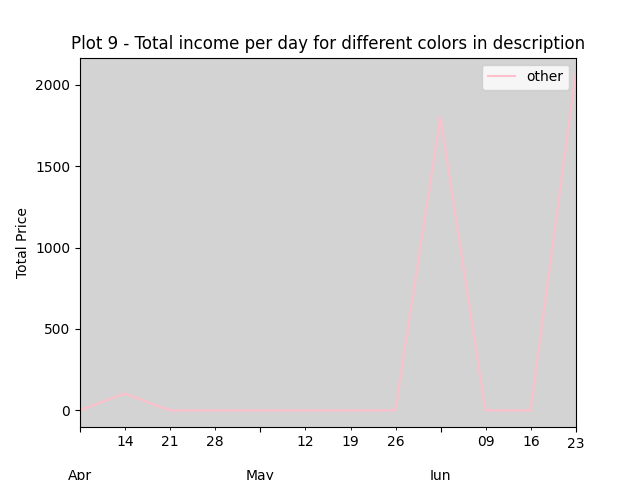 Plot 9 - Total income per day for different colors in description
other
Total Price
2000
1500
1000
500
0
14 21 28 12 19 26 09 16 23
Apr May Jun